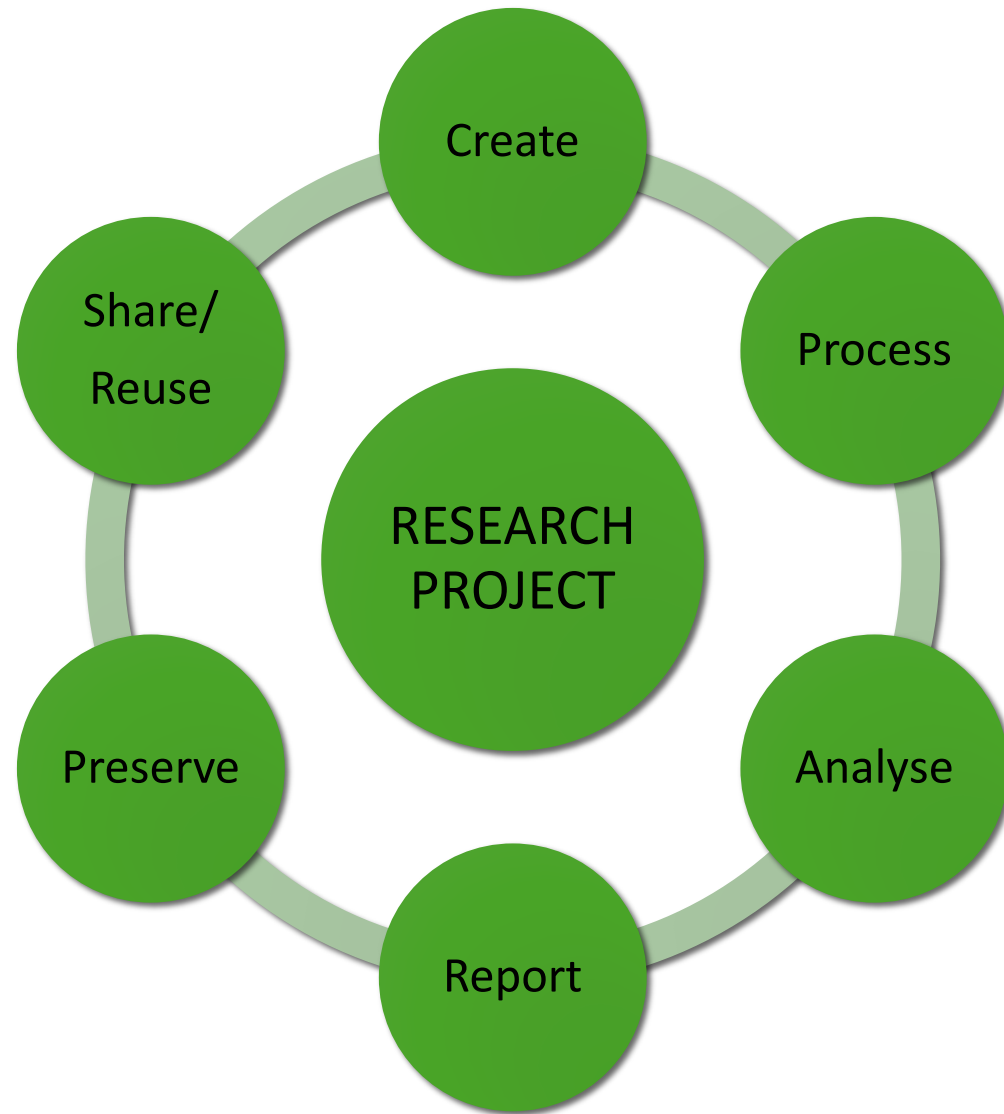 Create
Process
Analyse
Report
Preserve
Share/
Reuse
RESEARCH
PROJECT